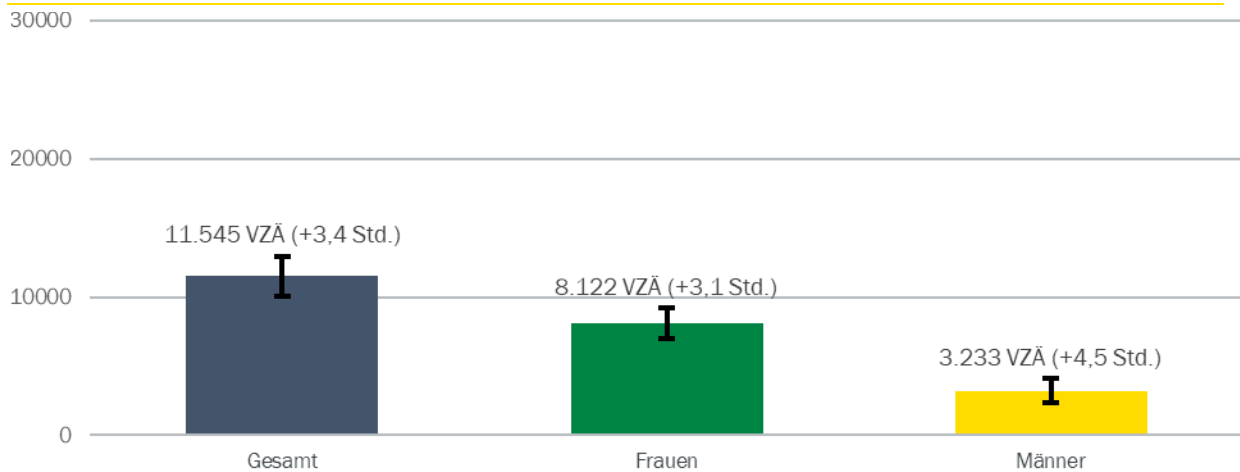 30000
20000
11.545 VZÄ (+3,4 Std.)
8.122 VZÄ (+3,1 Std.)
10000
3.233 VZÄ (+4,5 Std.)
0
Gesamt
Frauen
Männer